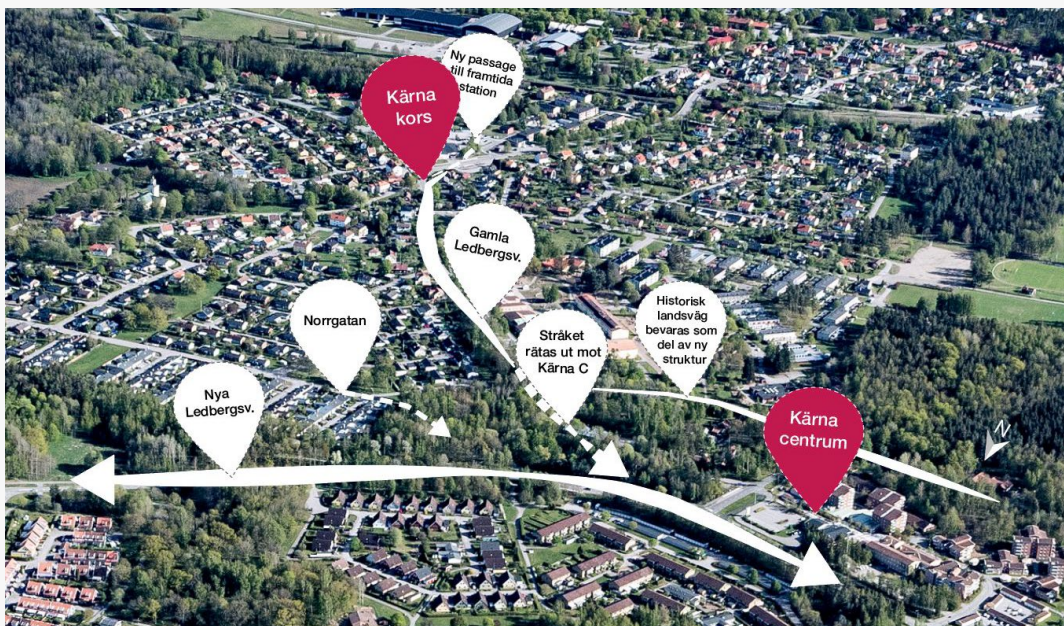 Ny passage
till framtida
station
Kärna
kors
Gamla
Ledbergsv.
Norrgatan
Stråket
rätas ut mot
Kärna C
Historisk
landsväg
bevaras som
del av ny
struktur
Nya
Ledbergsv.
Kärna
centrum
N